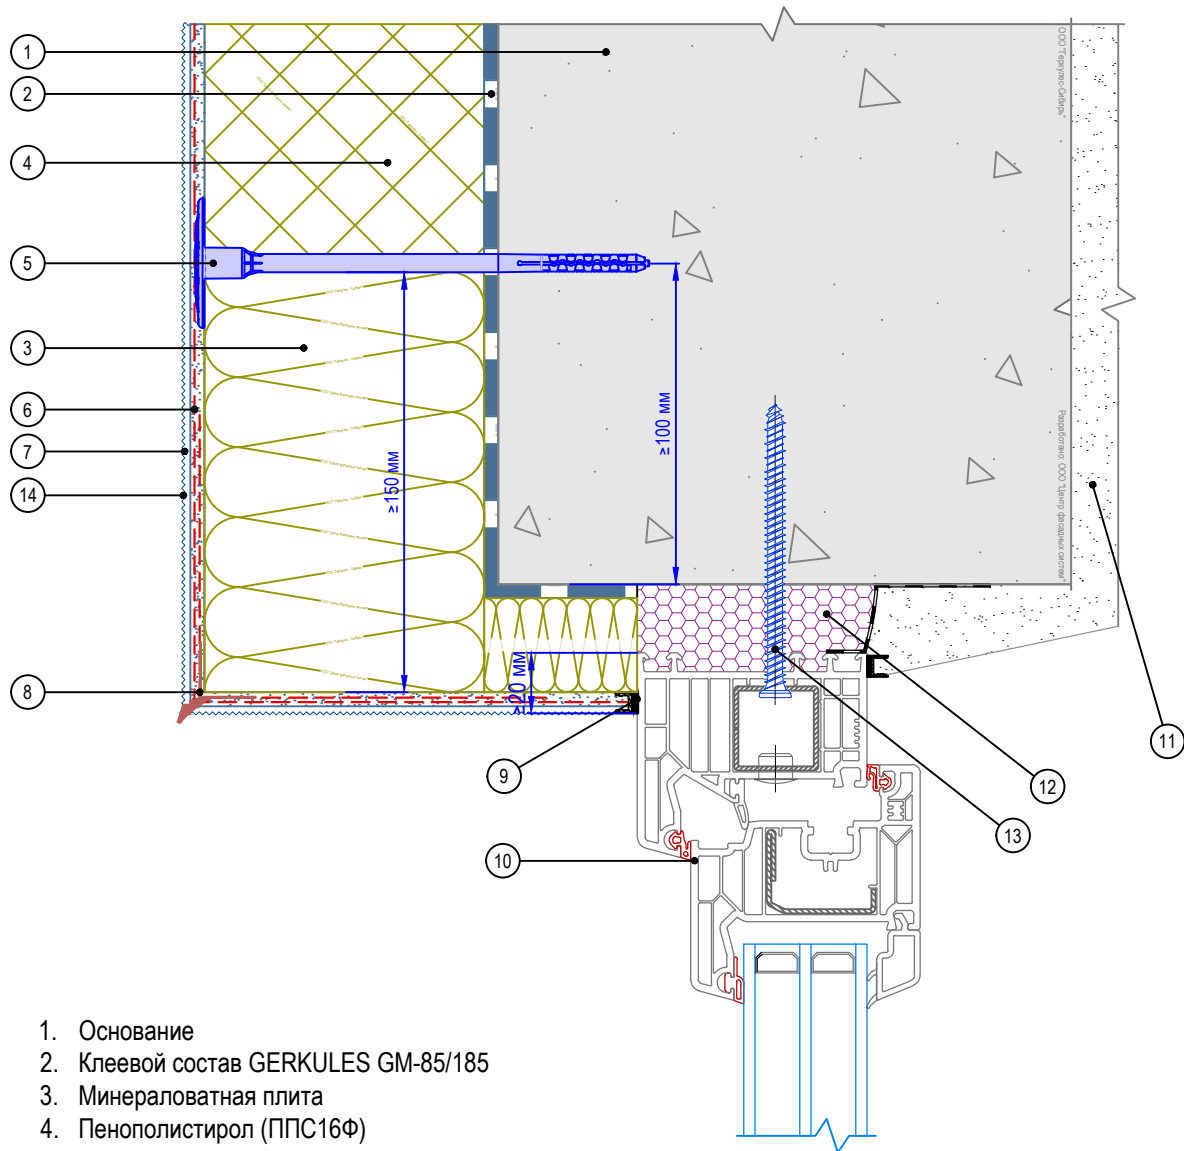 1
2
4
5
3
6
7
14
8
9
10
11
12
13
≥150 мм
≥100 мм
≥20 мм
ООО "Геркулес-Сибирь"
Разработано: ООО "Центр фасадных систем"
1. Основание
2. Клеевой состав GERKULES GM-85/185
3. Минераловатная плита
4. Пенополистирол (ППС16Ф)